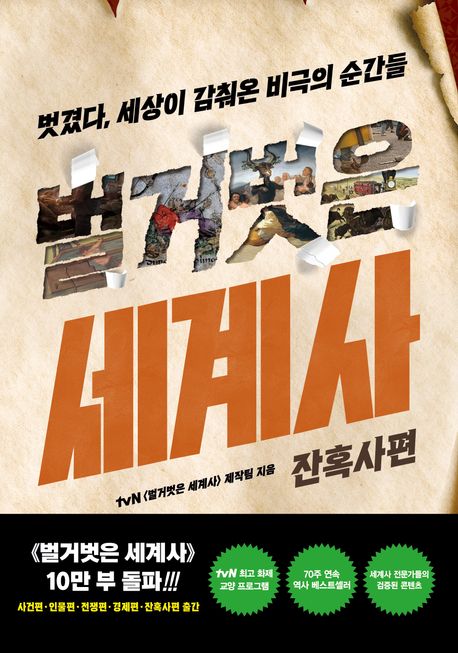 벗겼다, 세상이 감춰온 비극의 순간들
벌거벗은
세계사
잔혹사편
tvN 〈벌거벗은 세계사〉 제작팀 지음
《벌거벗은 세계사》
10만 부 돌파!!!
사건편·인물편·전쟁편·경제편·잔혹사편 출간
tvN 최고 화제
교양 프로그램
70주 연속
역사 베스트셀러
세계사 전문가들의
검증된 콘텐츠